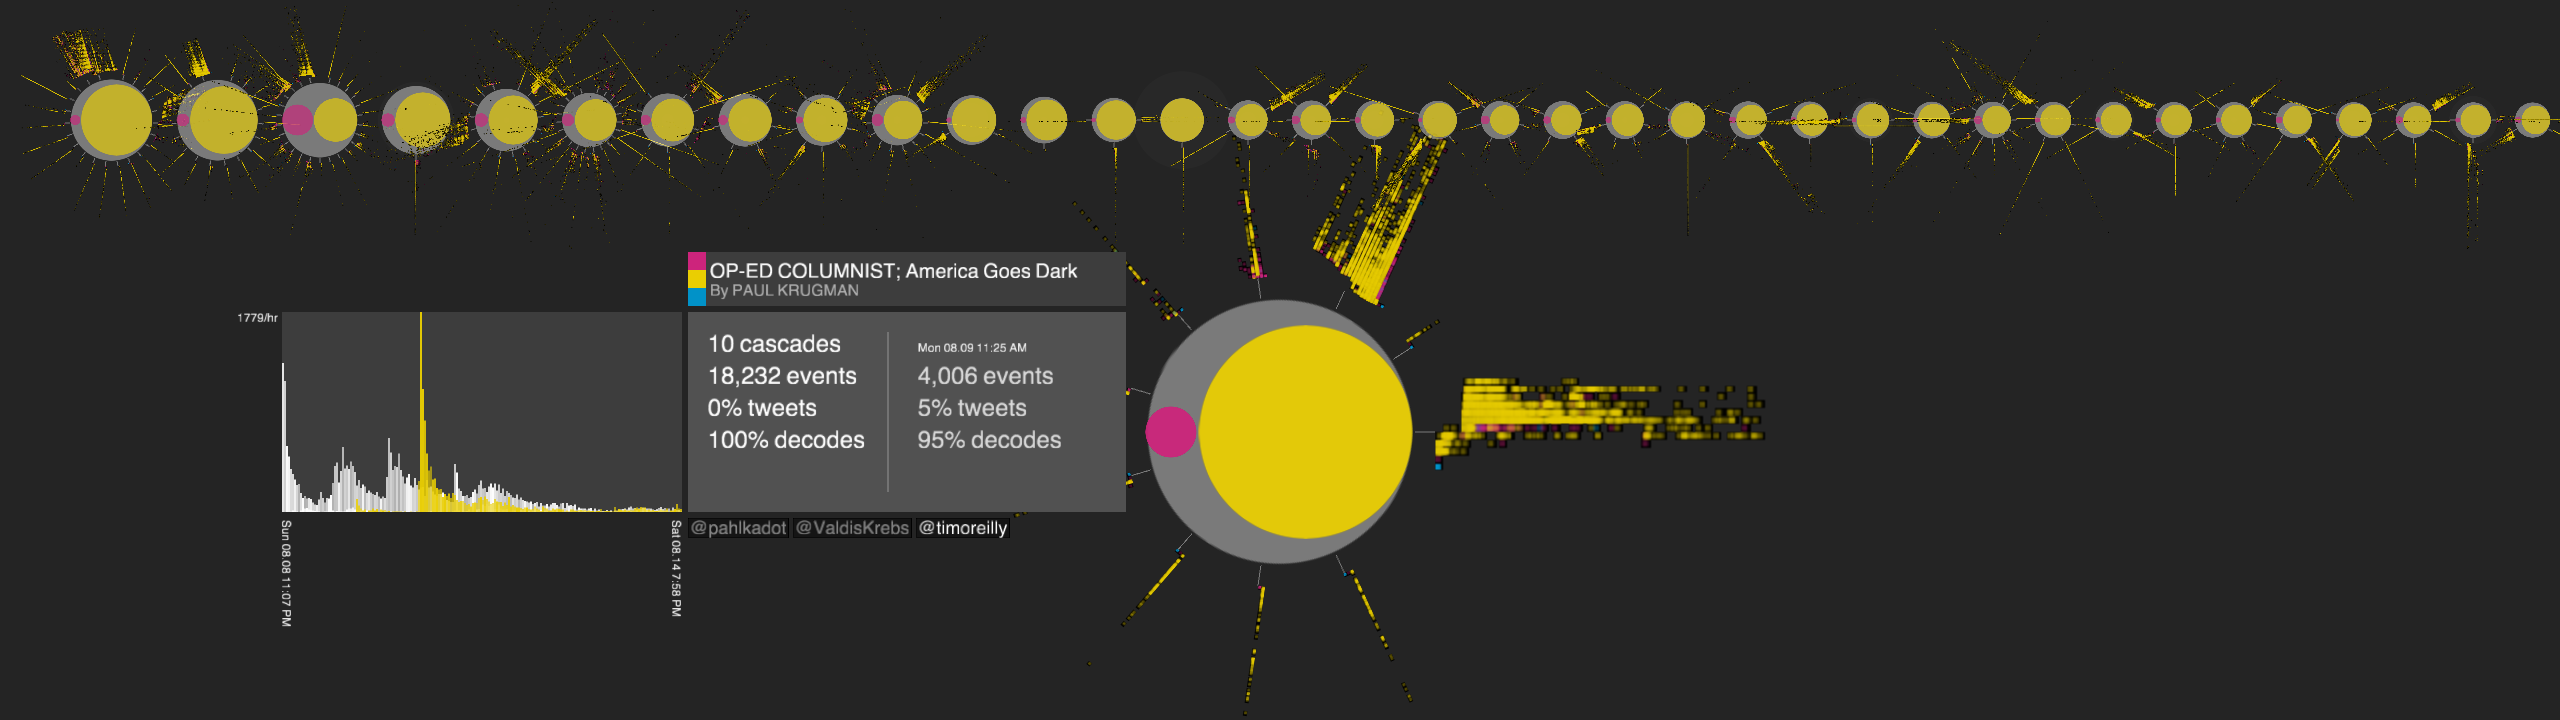 OP-ED COLUMNIST; America Goes Dark
By PAUL KRUGMAN
1779/hr
10 cascades
18,232 events
0% tweets
100% decodes
Mon 08.09 11:25 AM
4,006 events
5% tweets
95% decodes
@pahlkadot @ValdisKrebs @timoreilly
Sun 08.08 11:07 PM
Sat 08.14 7:58 PM